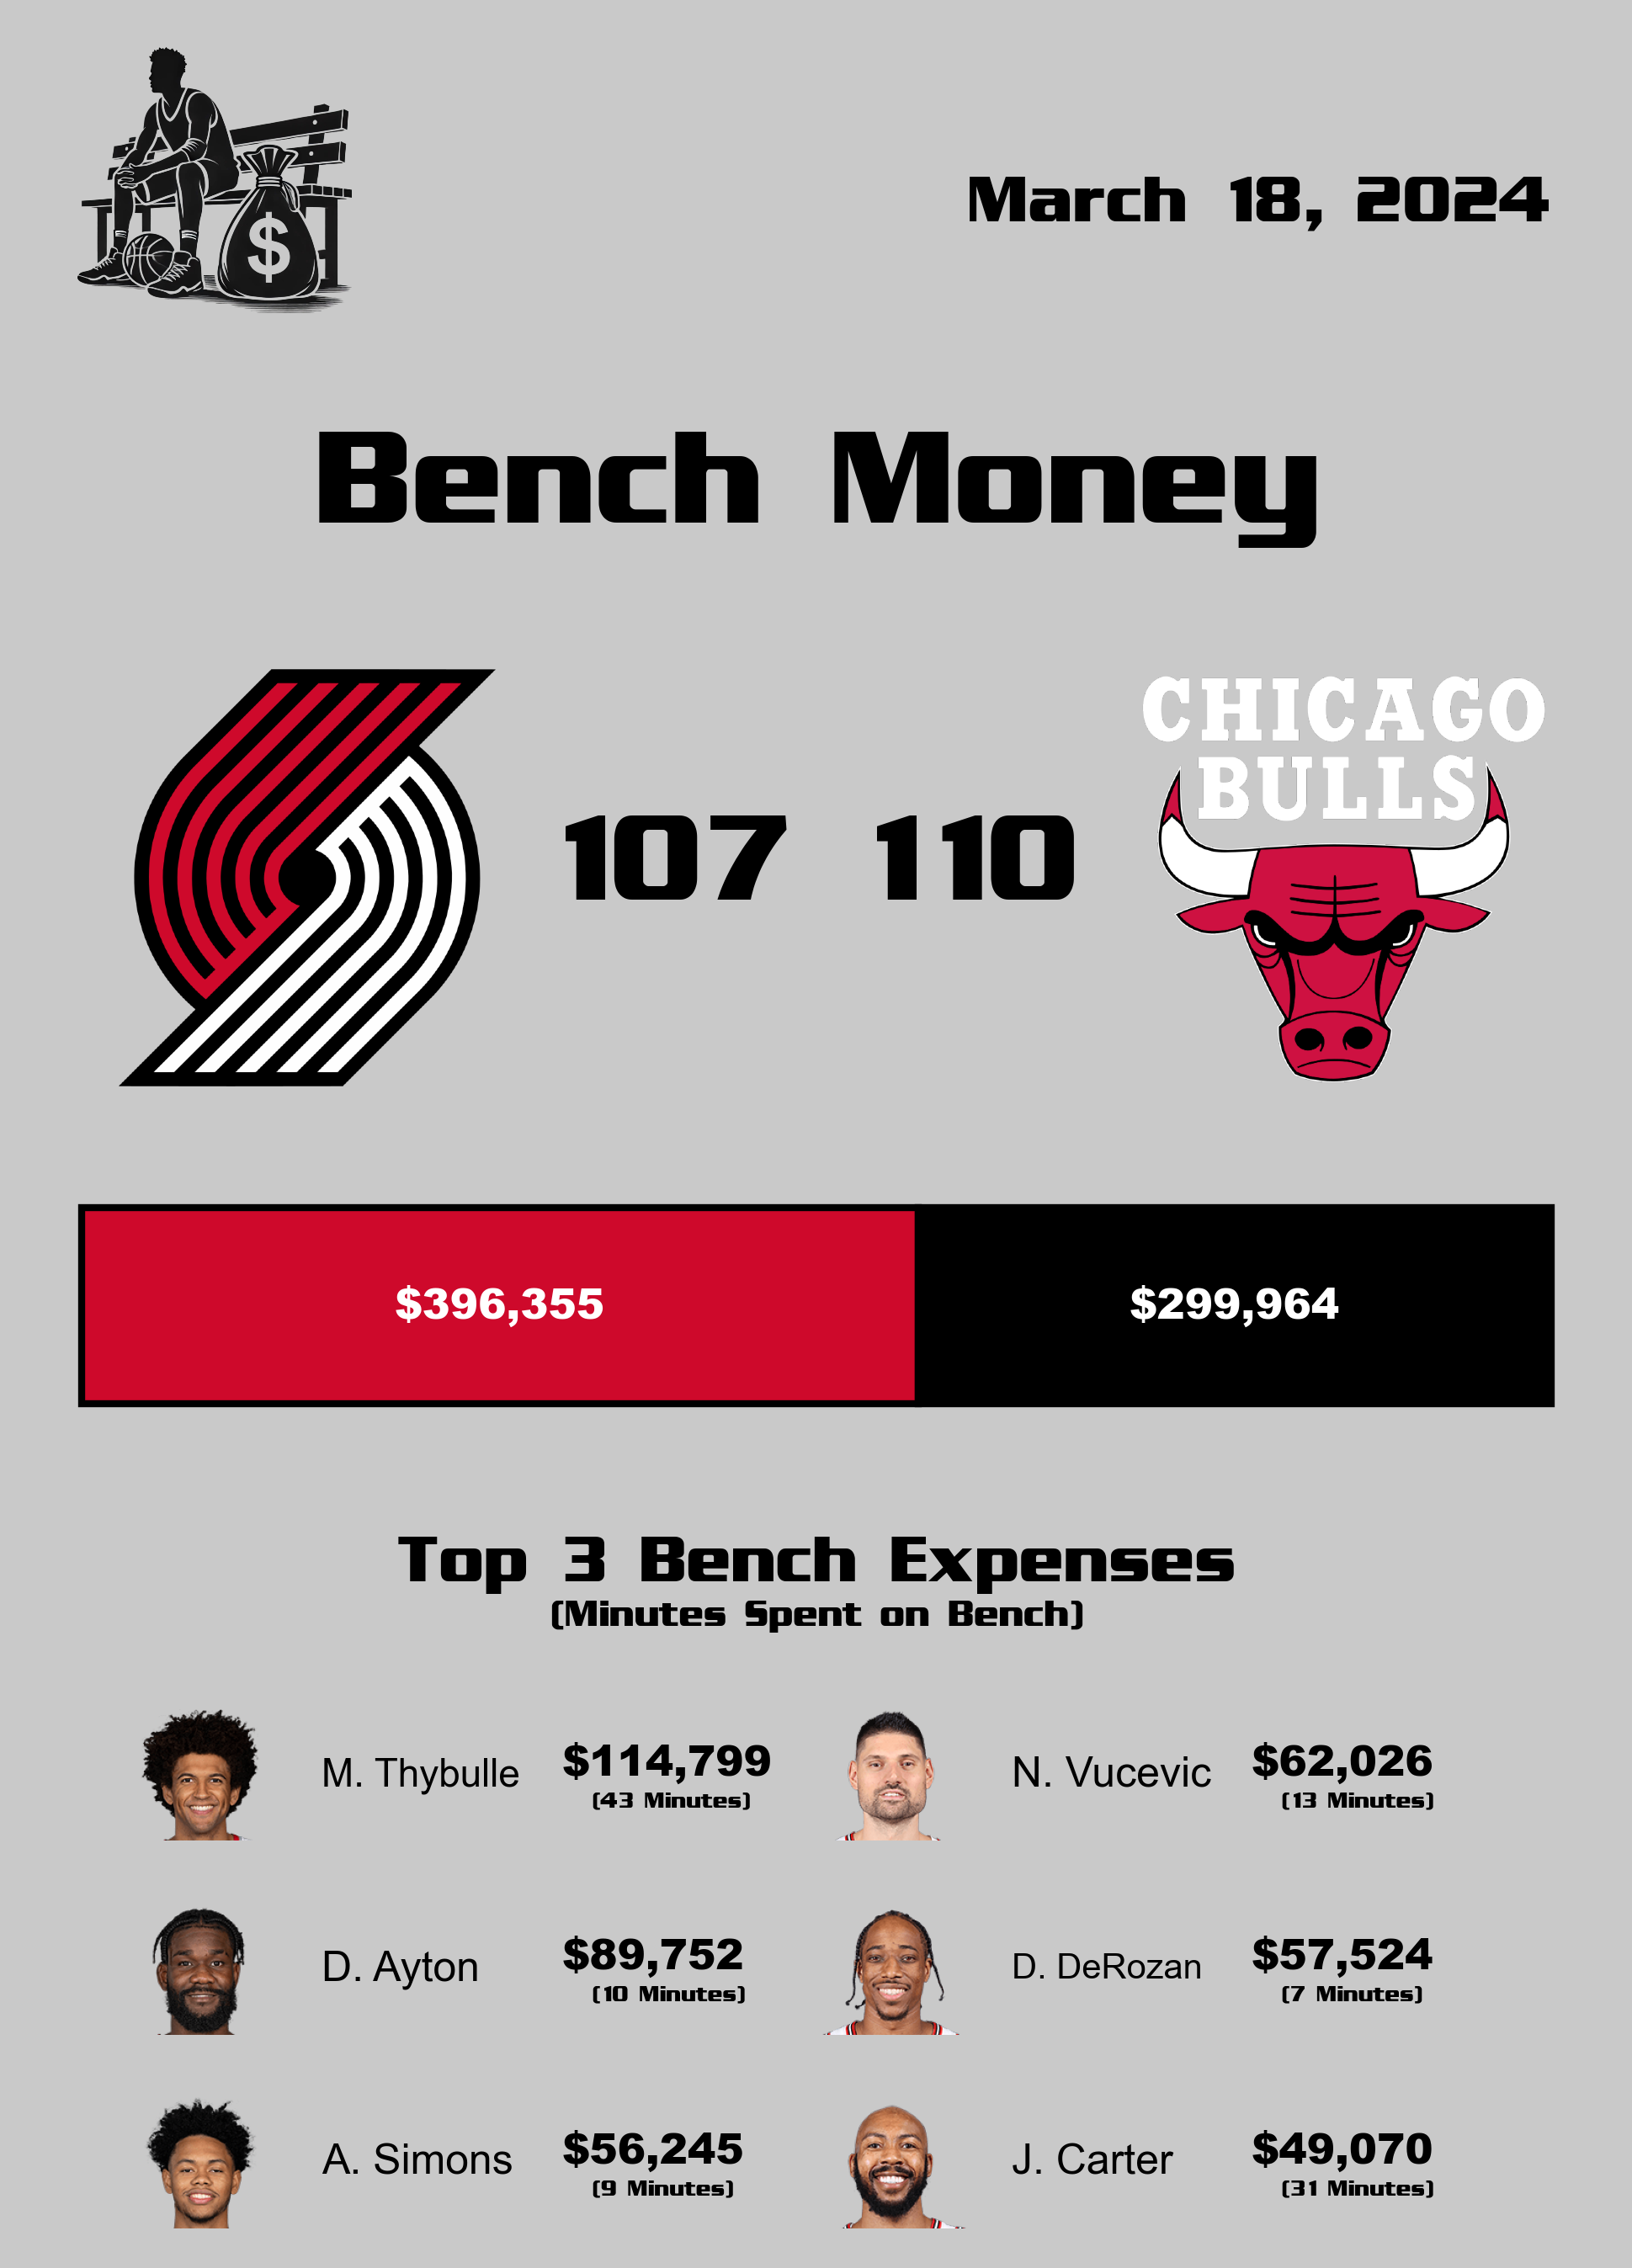 $
March 18, 2024
Bench Money
107 110
CHICAGO
BULLS
$396,355 $299,964
Top 3 Bench Expenses
(Minutes Spent on Bench)
M. Thybulle $114,799
(43 Minutes)
N. Vucevic $62,026
(13 Minutes)
D. Ayton $89,752
(10 Minutes)
D. DeRozan $57,524
(7 Minutes)
A. Simons $56,245
(9 Minutes)
J. Carter $49,070
(31 Minutes)